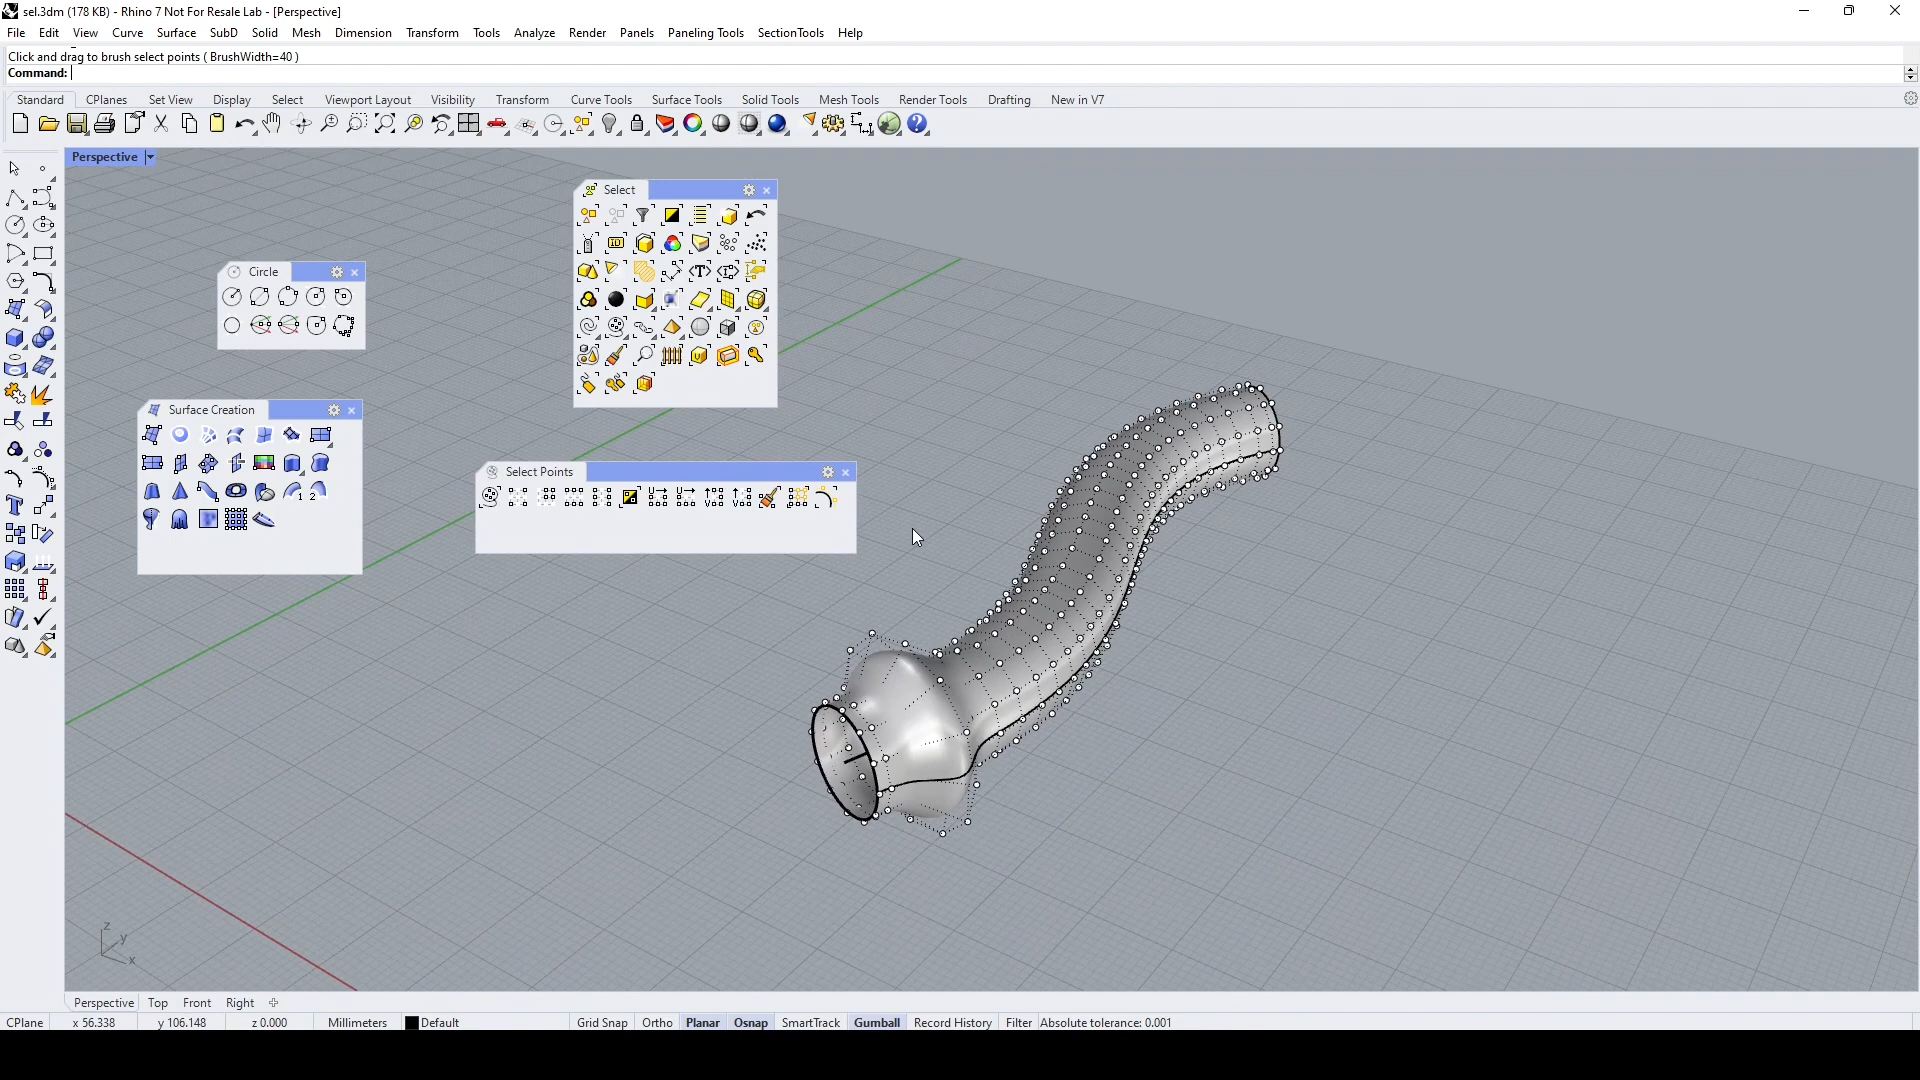 sel.3dm (178 KB) - Rhino 7 Not For Resale Lab - [Perspective]
File Edit View Curve Surface SubD Solid Mesh Dimension Transform Tools Analyze Render Panels Paneling Tools SectionTools Help
Click and drag to brush select points ( BrushWidth=40 )
Command:
Standard CPlanes Set View Display Select Viewport Layout Visibility Transform Curve Tools Surface Tools Solid Tools Mesh Tools Render Tools Drafting New in V7
Perspective
Select
Circle
Surface Creation
Select Points
z
y
x
Perspective Top Front Right
CPlane x 56.338 y 106.148 z 0.000 Millimeters Default Grid Snap Ortho Planar Osnap SmartTrack Gumball Record History Filter Absolute tolerance: 0.001